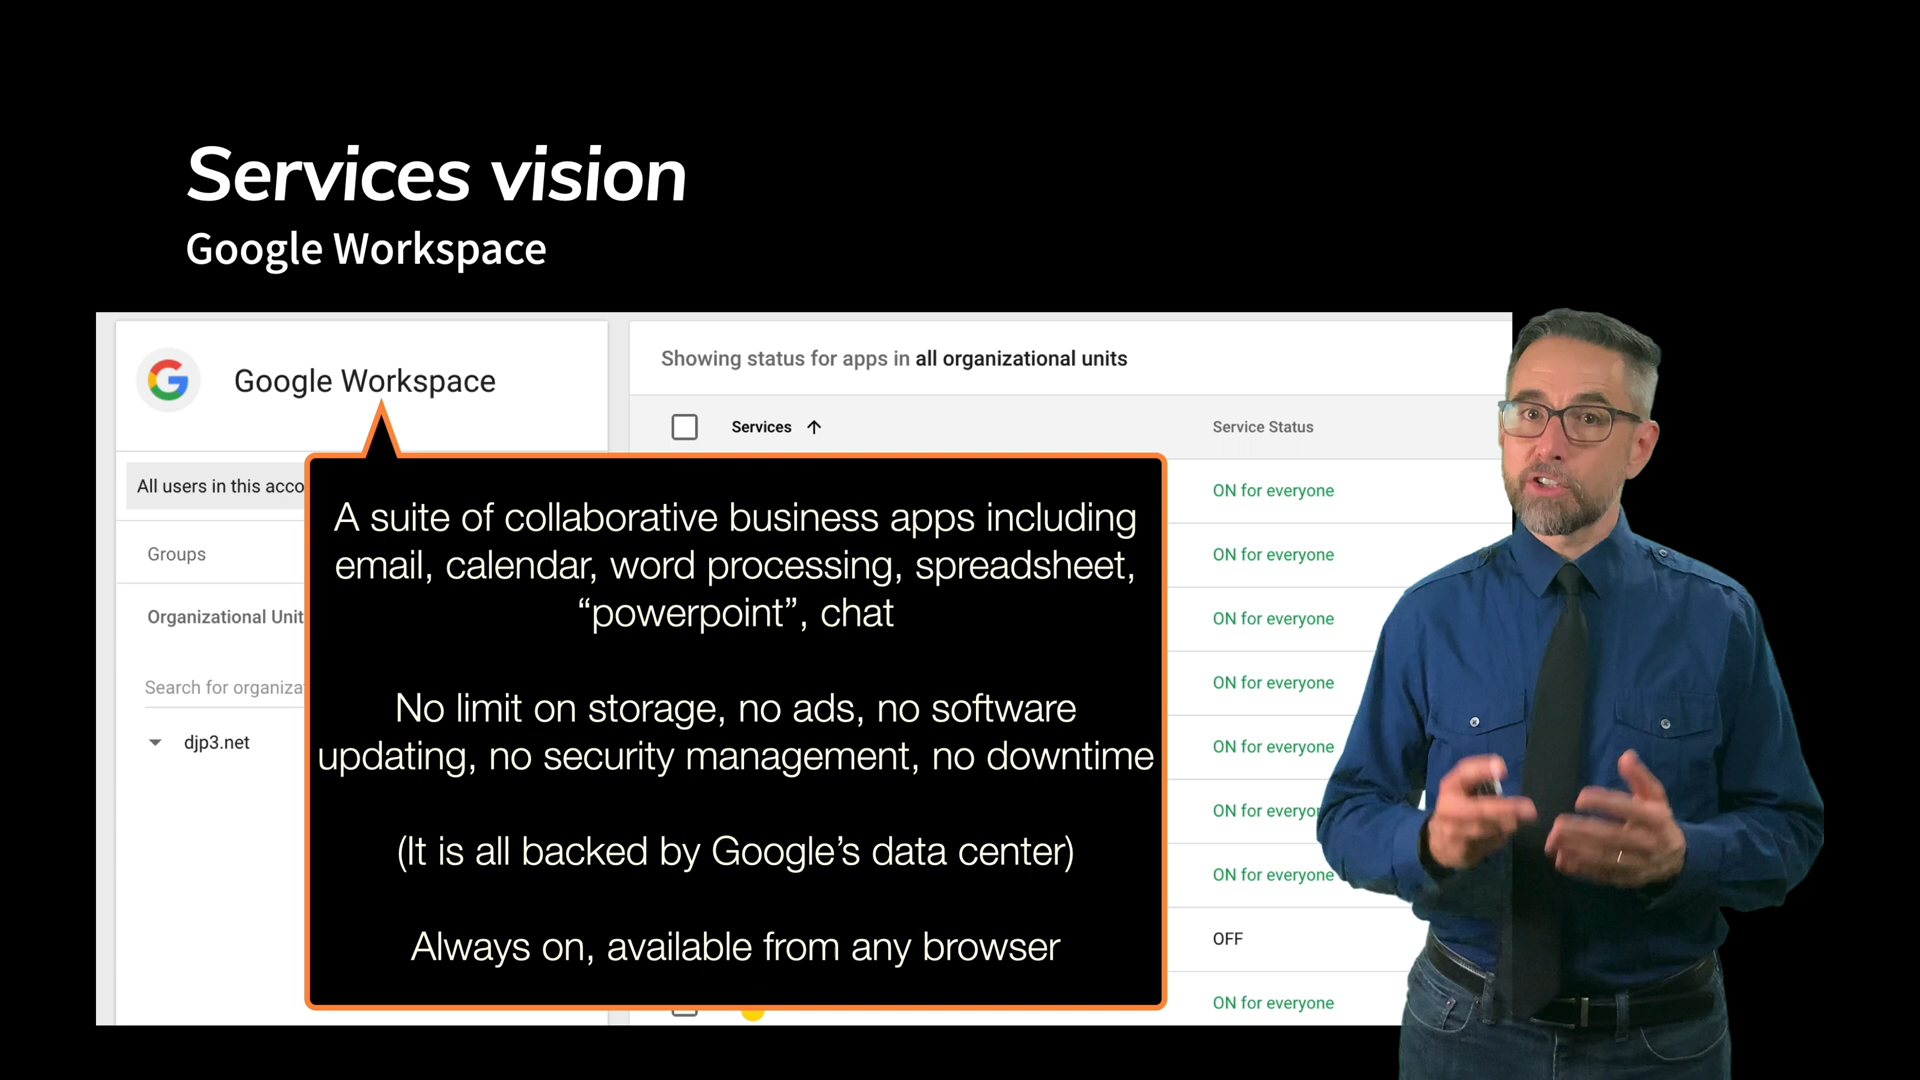 Services vision
Google Workspace
Google Workspace
All users in this acco
Groups
Organizational Unit
Search for organiza
djp3.net
Showing status for apps in all organizational units
Services ↑
Service Status
ON for everyone
ON for everyone
ON for everyone
ON for everyone
ON for everyone
ON for everyo
ON for everyone
OFF
ON for everyone
A suite of collaborative business apps including
email, calendar, word processing, spreadsheet,
“powerpoint”, chat
No limit on storage, no ads, no software
updating, no security management, no downtime
(It is all backed by Google’s data center)
Always on, available from any browser